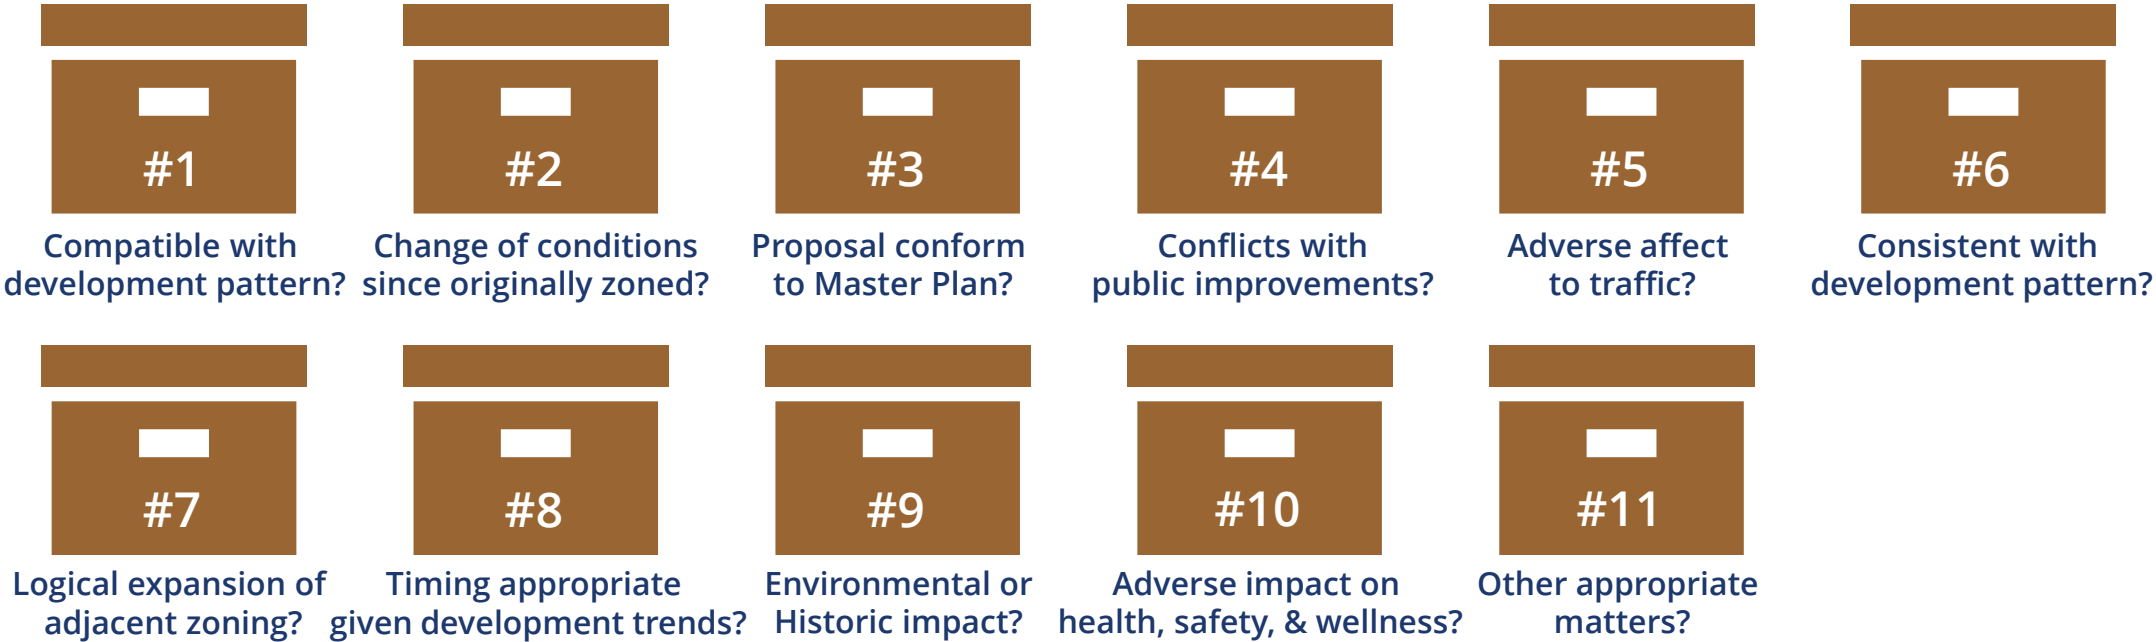 #1
Compatible with
development pattern?
#2
Change of conditions
since originally zoned?
#3
Proposal conform
to Master Plan?
#4
Conflicts with
public improvements?
#5
Adverse affect
to traffic?
#6
Consistent with
development pattern?
#7
Logical expansion of
adjacent zoning?
#8
Timing appropriate
given development trends?
#9
Environmental or
Historic impact?
#10
Adverse impact on
health, safety, & wellness?
#11
Other appropriate
matters?